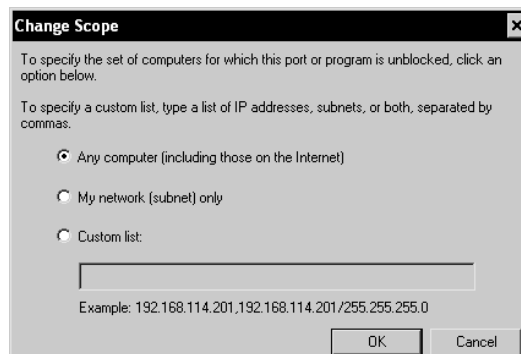 Change Scope
To specify the set of computers for which this port or program is unblocked, click an
option below.
To specify a custom list, type a list of IP addresses, subnets, or both, separated by
commas.
Any computer (including those on the Internet)
My network (subnet) only
Custom list:
Example: 192.168.114.201,192.168.114.201/255.255.255.0
OK
Cancel